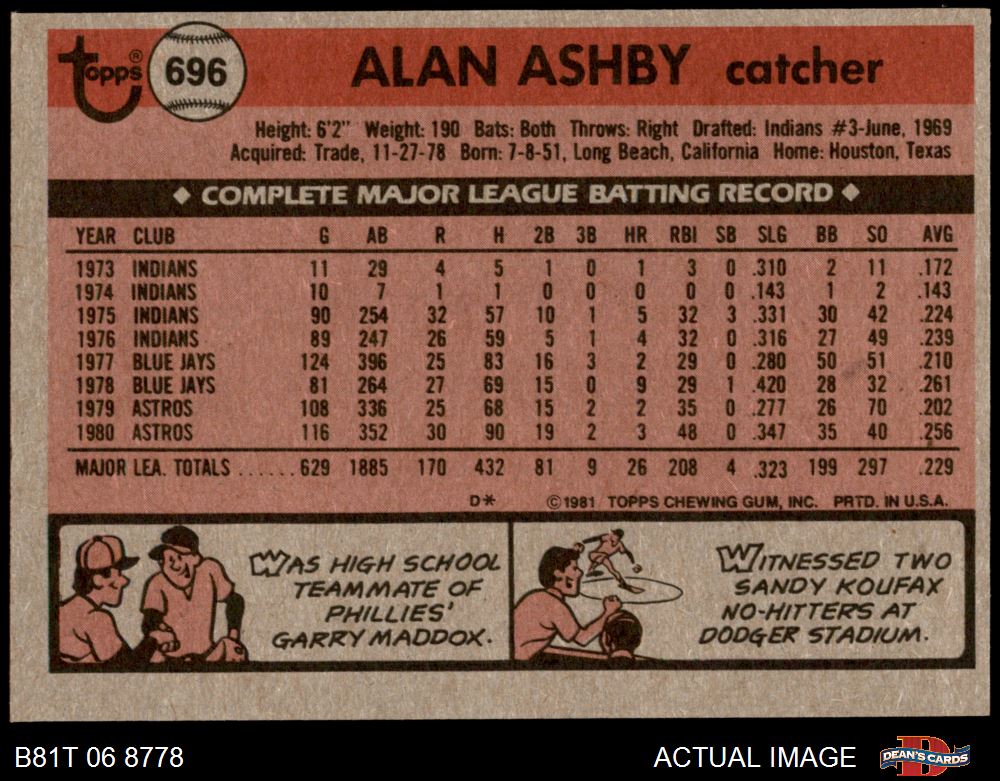 Topps® 696 ALAN ASHBY catcher
Height: 6'2" Weight: 190 Bats: Both Throws: Right Drafted: Indians #3-June, 1969
Acquired: Trade, 11-27-78 Born: 7-8-51, Long Beach, California Home: Houston, Texas
◆ COMPLETE MAJOR LEAGUE BATTING RECORD ◆
YEAR CLUB G AB R H 2B 3B HR RBI SB SLG BB SO AVG
1973 INDIANS 11 29 4 5 1 0 1 3 0 .310 2 11 .172
1974 INDIANS 10 7 1 1 0 0 0 0 0 .143 1 2 .143
1975 INDIANS 90 254 32 57 10 1 5 32 3 .331 30 42 .224
1976 INDIANS 89 247 26 59 5 1 4 32 0 .316 27 49 .239
1977 BLUE JAYS 124 396 25 83 16 3 2 29 0 .280 50 51 .210
1978 BLUE JAYS 81 264 27 69 15 0 9 29 1 .420 28 32 .261
1979 ASTROS 108 336 25 68 15 2 2 35 0 .277 26 70 .202
1980 ASTROS 116 352 30 90 19 2 3 48 0 .347 35 40 .256
MAJOR LEA. TOTALS ...... 629 1885 170 432 81 9 26 208 4 .323 199 297 .229
D* ©1981 TOPPS CHEWING GUM, INC. PRTD. IN U.S.A.
WAS HIGH SCHOOL
TEAMMATE OF
PHILLIES'
GARRY MADDOX.
WITNESSED TWO
SANDY KOUFAX
NO-HITTERS AT
DODGER STADIUM.
B81T 06 8778 ACTUAL IMAGE DEAN'S CARDS